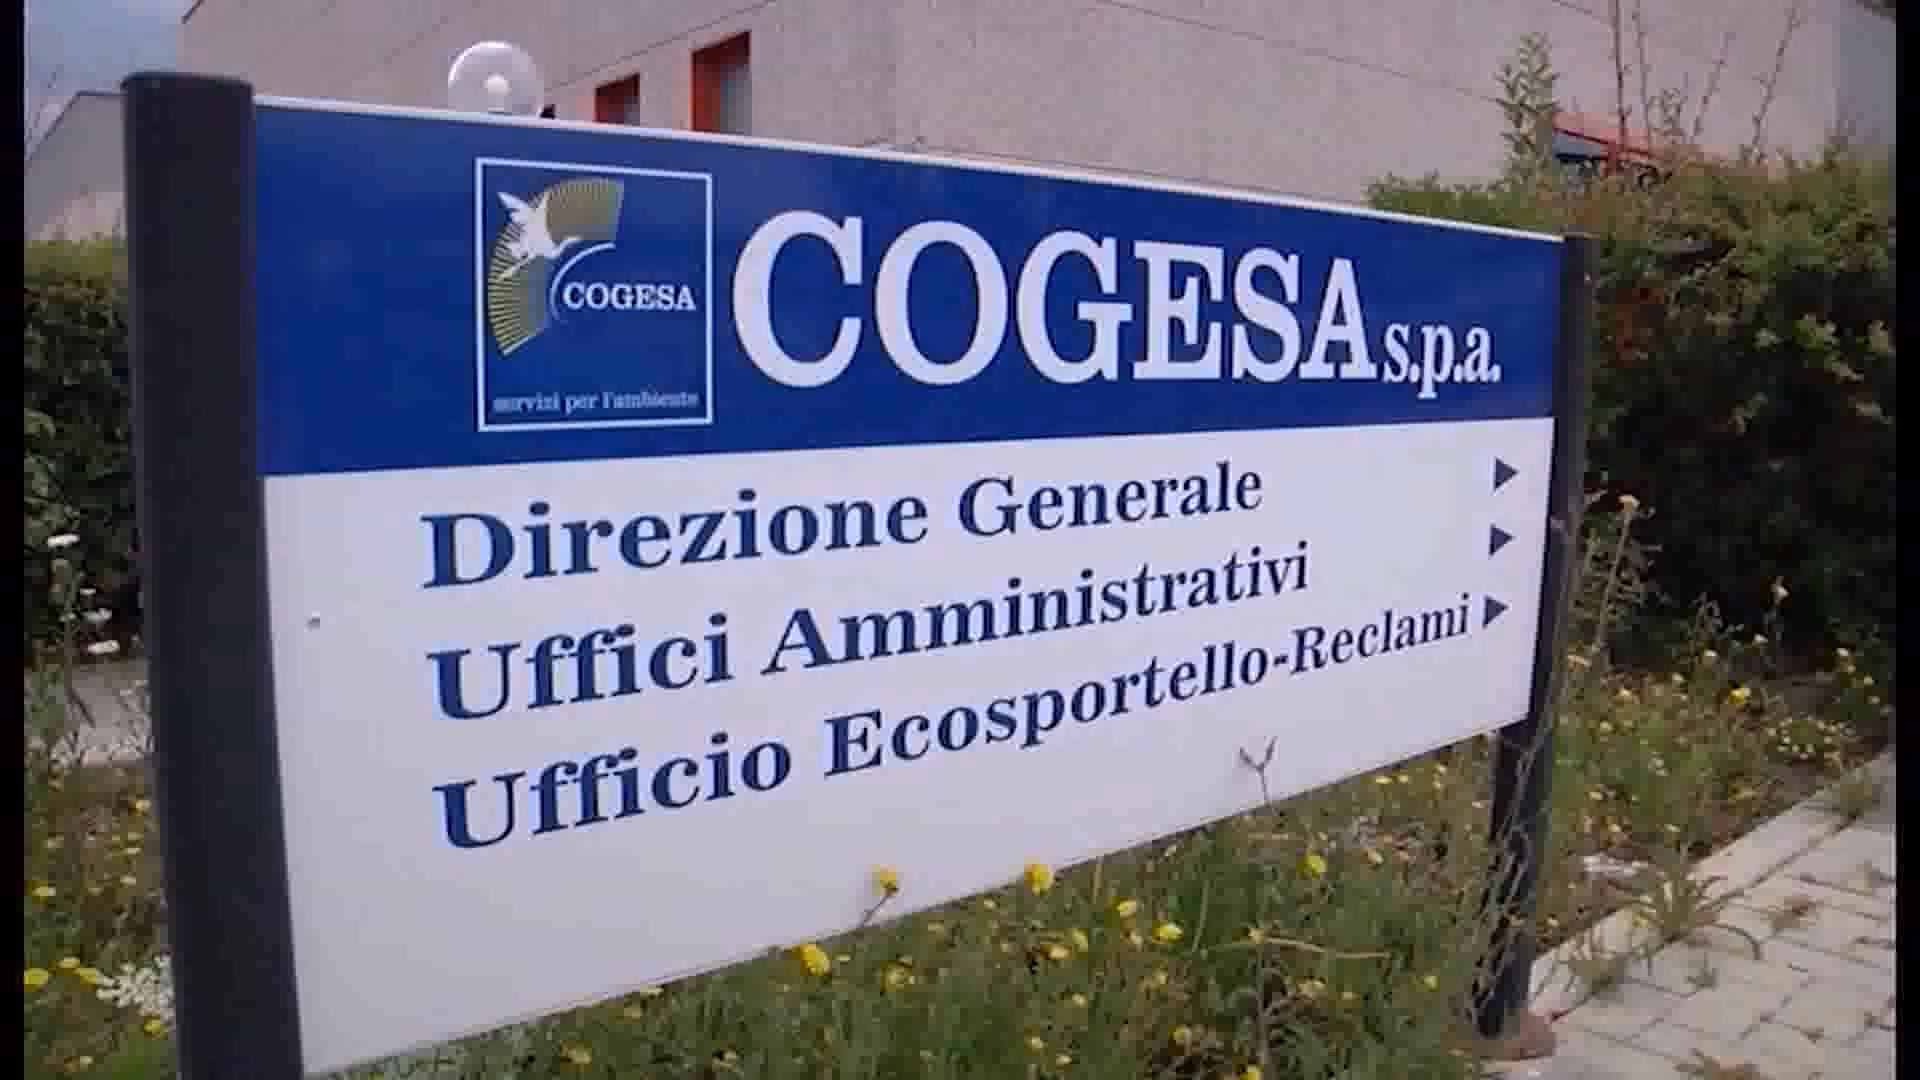 COGESA
servizi per l'ambiente
COGESA s.p.a.
Direzione Generale
Uffici Amministrativi
Ufficio Ecosportello-Reclami